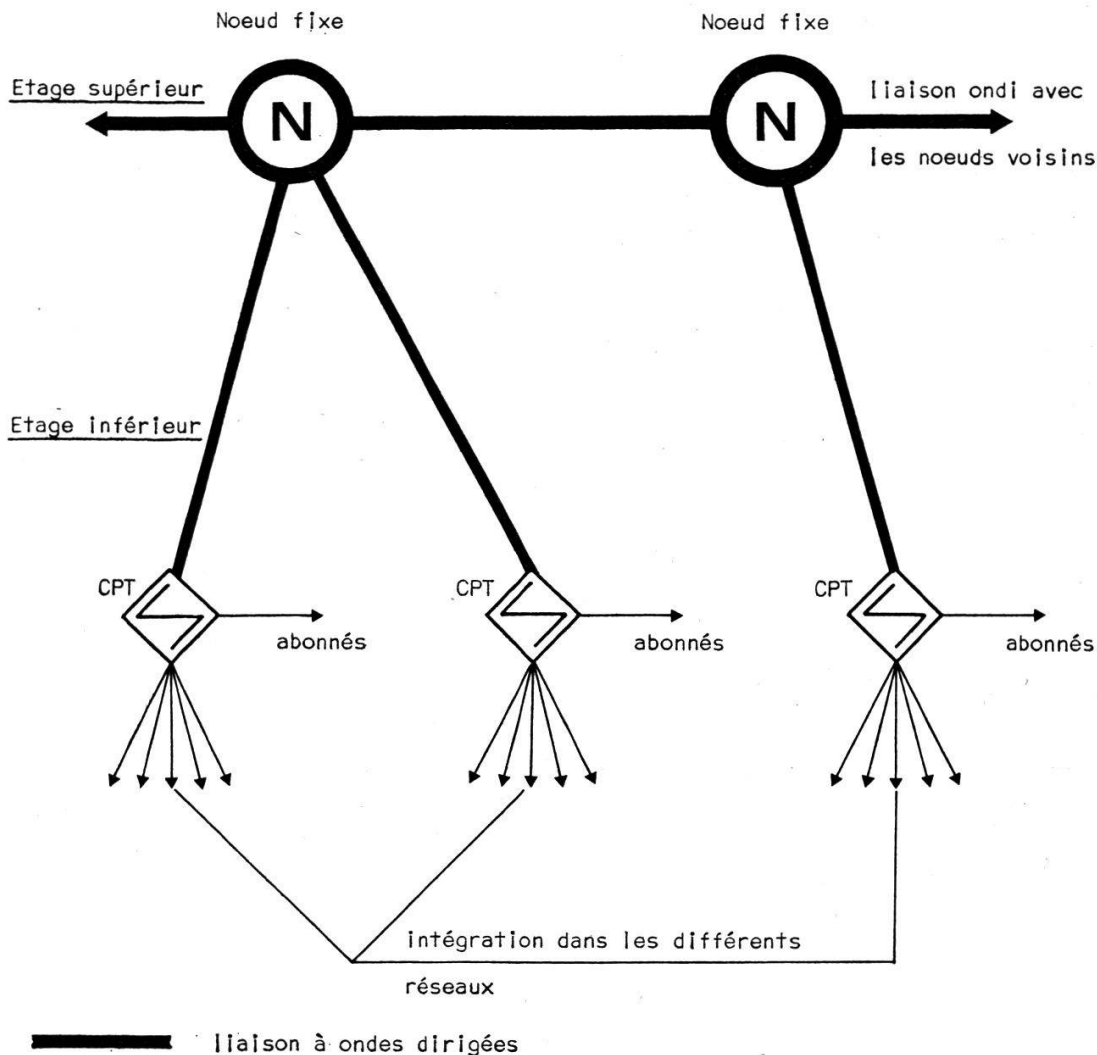 Noeud fixe
Noeud fixe
Etage supérieur
N
N
liaison ondi avec
les noeuds voisins
Etage inférieur
CPT
CPT
CPT
abonnés
abonnés
abonnés
intégration dans les différents
réseaux
liaison à ondes dirigées